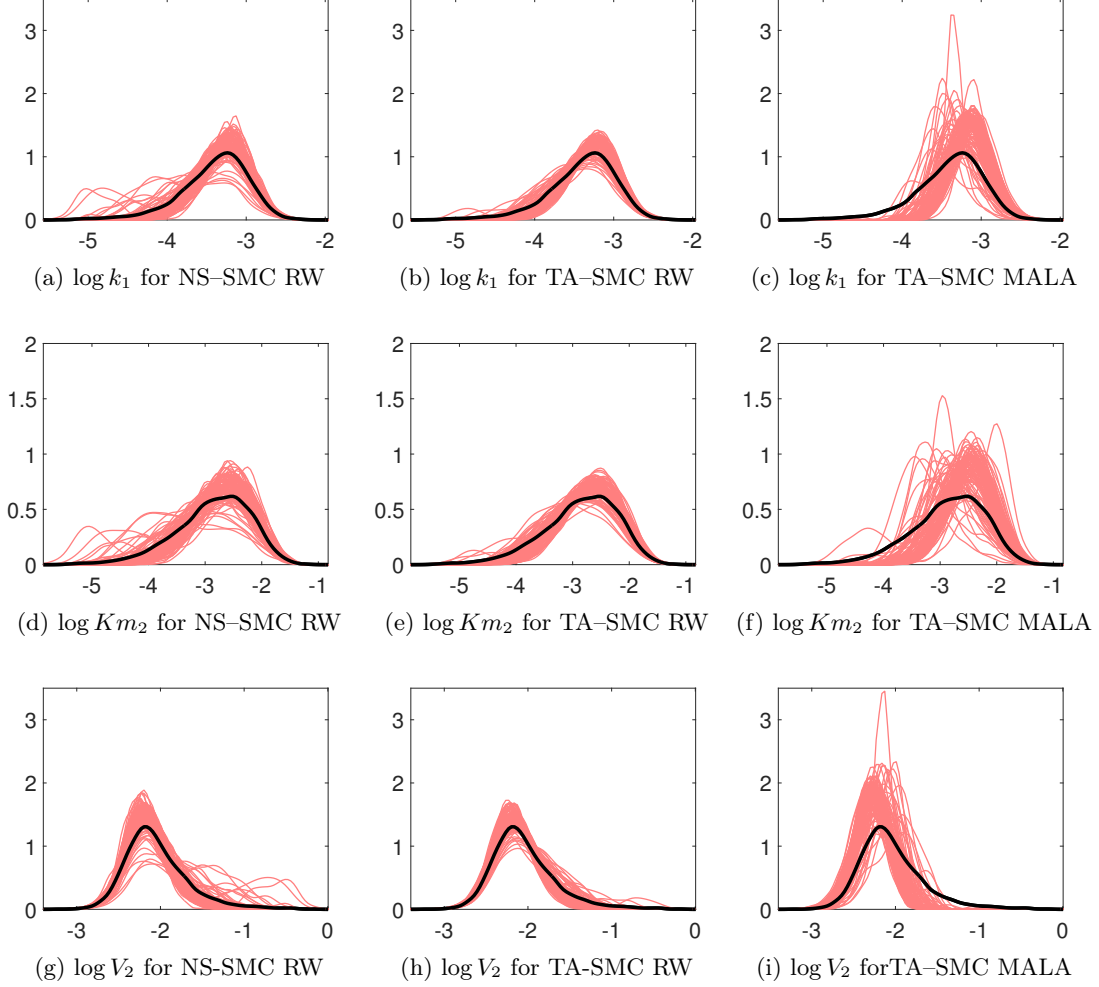 3
2
1
0
-5 -4 -3 -2
(a) log k₁ for NS–SMC RW
3
2
1
0
-5 -4 -3 -2
(b) log k₁ for TA–SMC RW
3
2
1
0
-5 -4 -3 -2
(c) log k₁ for TA–SMC MALA
2
1.5
1
0.5
0
-5 -4 -3 -2 -1
(d) log Km₂ for NS–SMC RW
2
1.5
1
0.5
0
-5 -4 -3 -2 -1
(e) log Km₂ for TA–SMC RW
2
1.5
1
0.5
0
-5 -4 -3 -2 -1
(f) log Km₂ for TA–SMC MALA
3
2
1
0
-3 -2 -1 0
(g) log V₂ for NS-SMC RW
3
2
1
0
-3 -2 -1 0
(h) log V₂ for TA-SMC RW
3
2
1
0
-3 -2 -1 0
(i) log V₂ forTA–SMC MALA